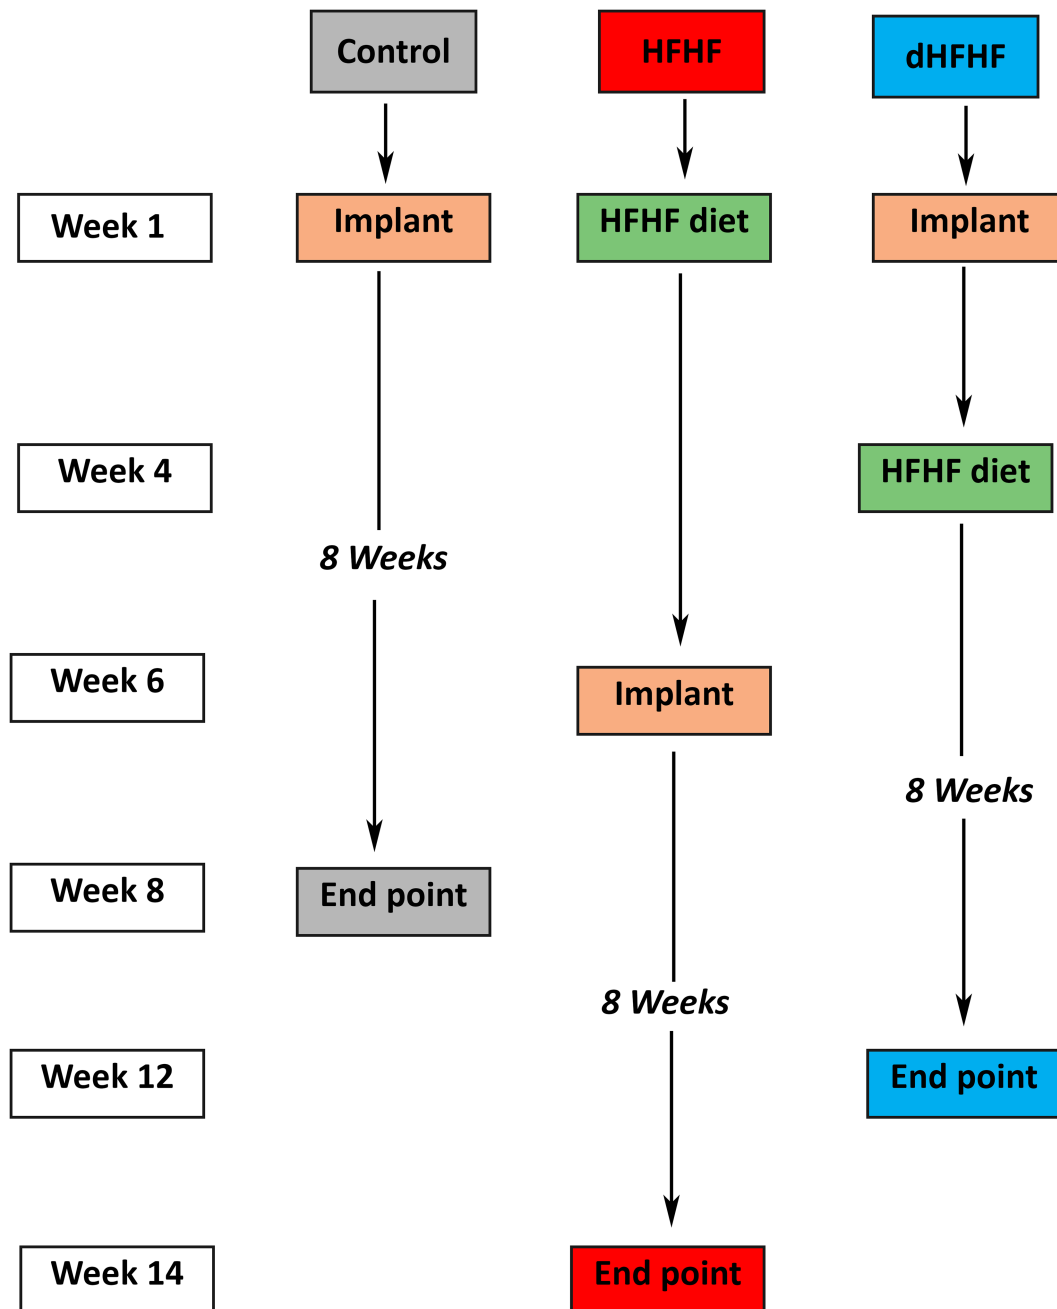 Control
HFHF
dHFHF
Week 1
Implant
HFHF diet
Implant
Week 4
HFHF diet
8 Weeks
Week 6
Implant
8 Weeks
Week 8
End point
8 Weeks
Week 12
End point
Week 14
End point